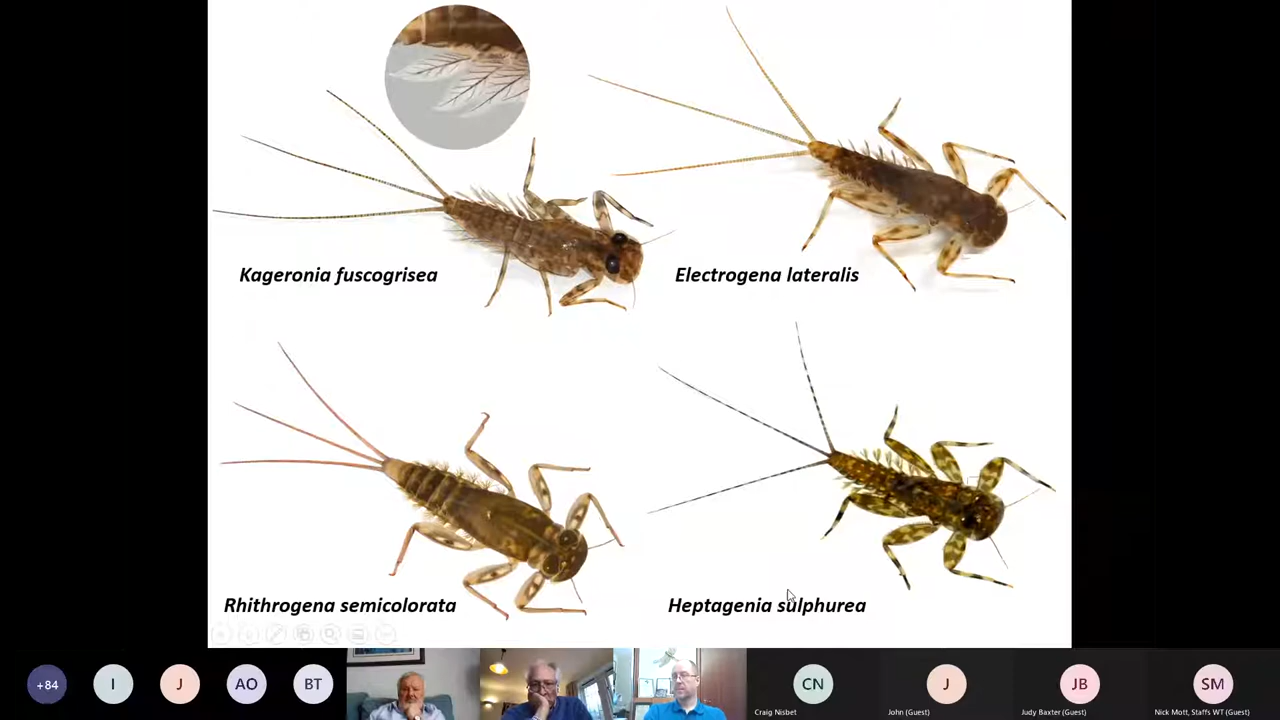 Kageronia fuscogrisea
Electrogena lateralis
Rhithrogena semicolorata
Heptagenia sulphurea
+84
I
J
AO
BT
CN
J
JB
SM
Craig Nisbet
John (Guest)
Judy Baxter (Guest)
Nick Mott, Staffs WT (Guest)